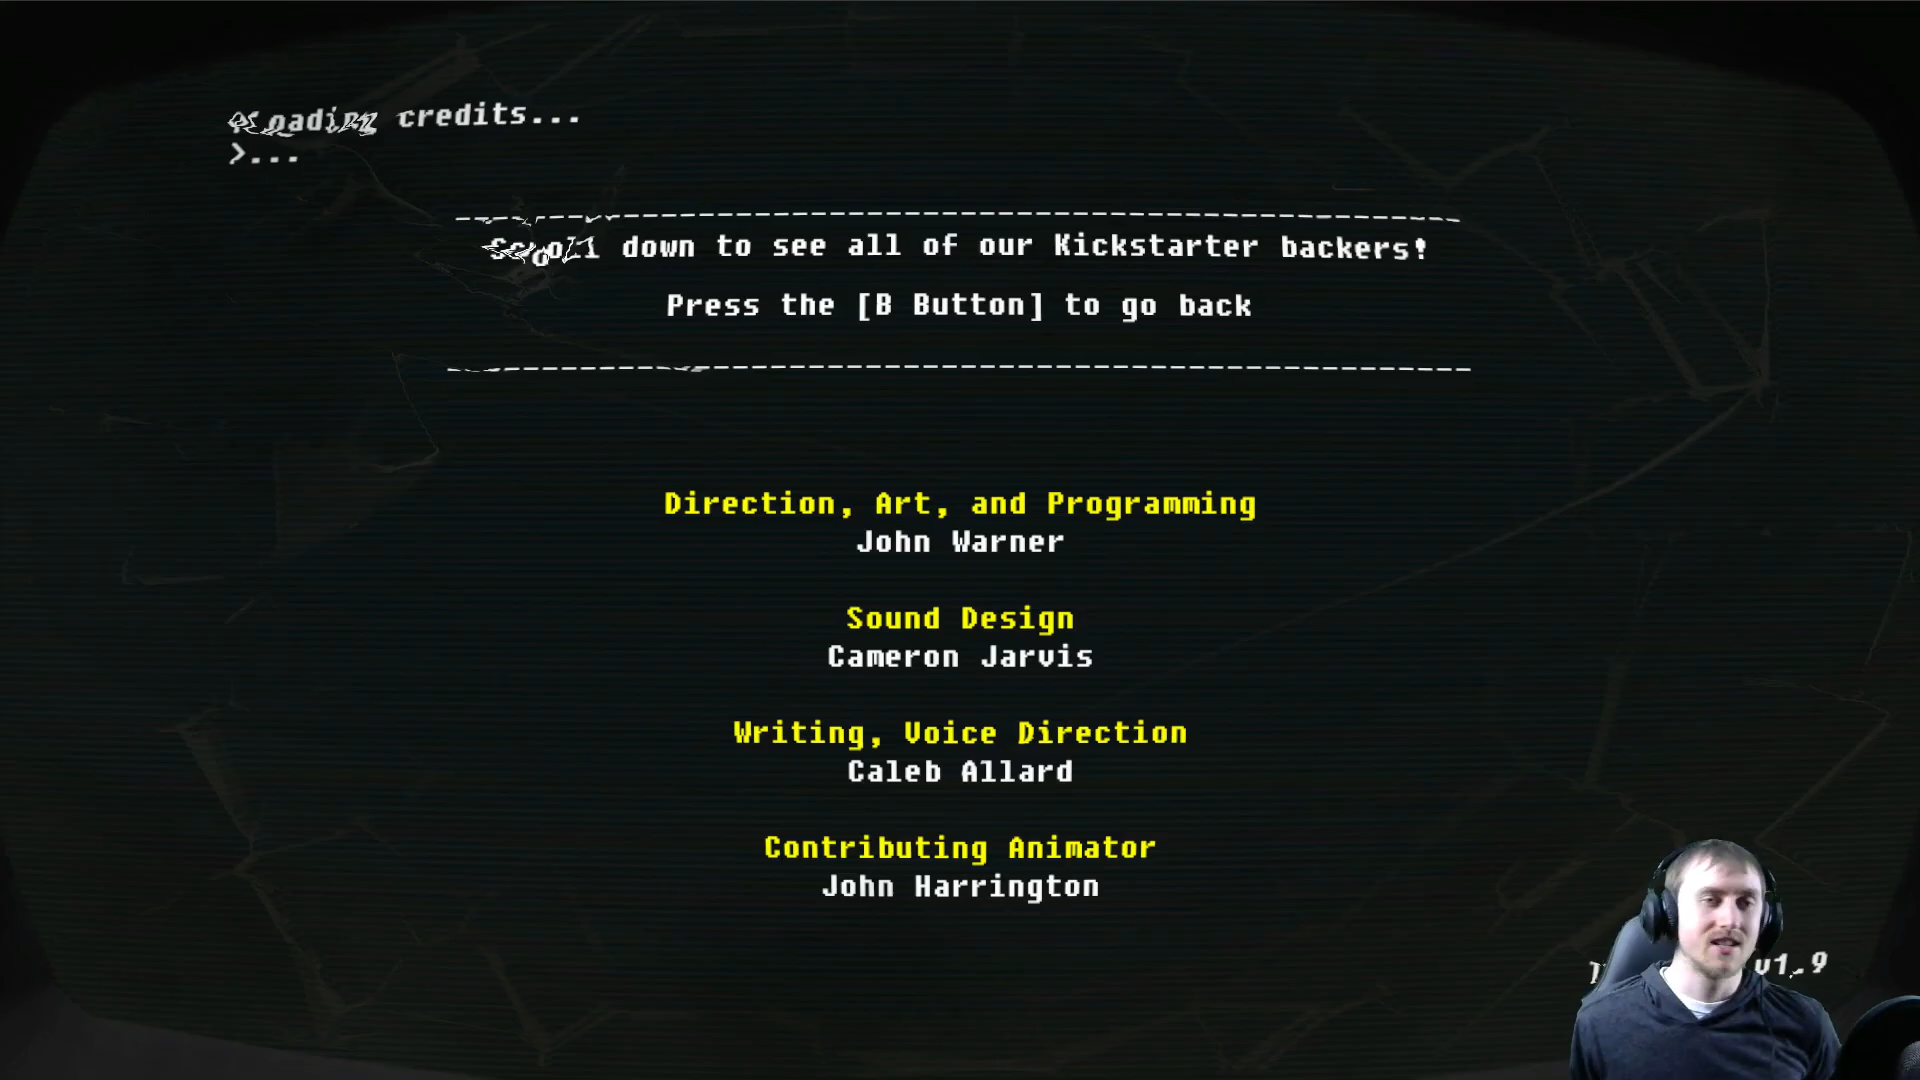 credits...
>...
Scroll down to see all of our Kickstarter backers!
Press the [B Button] to go back
Direction, Art, and Programming
John Warner
Sound Design
Cameron Jarvis
Writing, Voice Direction
Caleb Allard
Contributing Animator
John Harrington
v1.9